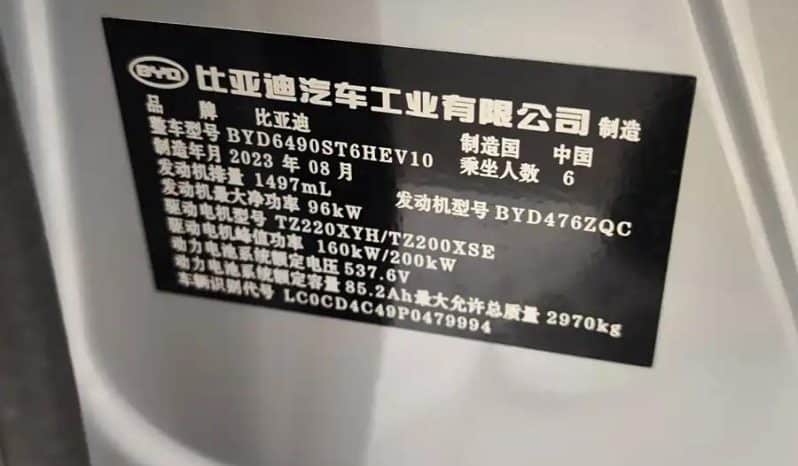 BYD 比亚迪汽车工业有限公司 制造
品 牌 比亚迪 制造国 中国
整车型号 BYD6490ST6HEV10 乘坐人数 6
制造年月 2023 年 08 月
发动机排量 1497mL 发动机型号 BYD476ZQC
发动机最大净功率 96kW
驱动电机型号 TZ220XYH/TZ200XSE
驱动电机峰值功率 160kW/200kW
动力电池系统额定电压 537.6V
动力电池系统额定容量 85.2Ah 最大允许总质量 2970kg
车辆识别代号 LC0CD4C49P0479994